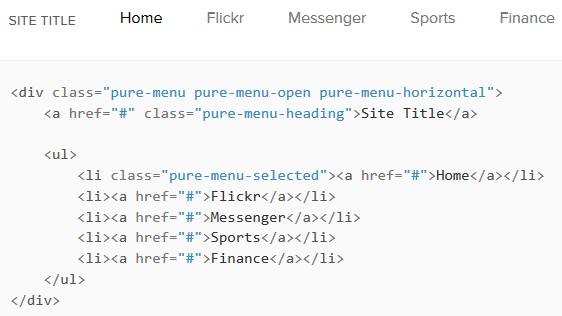 SITE TITLE Home Flickr Messenger Sports Finance
<div class="pure-menu pure-menu-open pure-menu-horizontal">
    <a href="#" class="pure-menu-heading">Site Title</a>

    <ul>
        <li class="pure-menu-selected"><a href="#">Home</a></li>
        <li><a href="#">Flickr</a></li>
        <li><a href="#">Messenger</a></li>
        <li><a href="#">Sports</a></li>
        <li><a href="#">Finance</a></li>
    </ul>
</div>